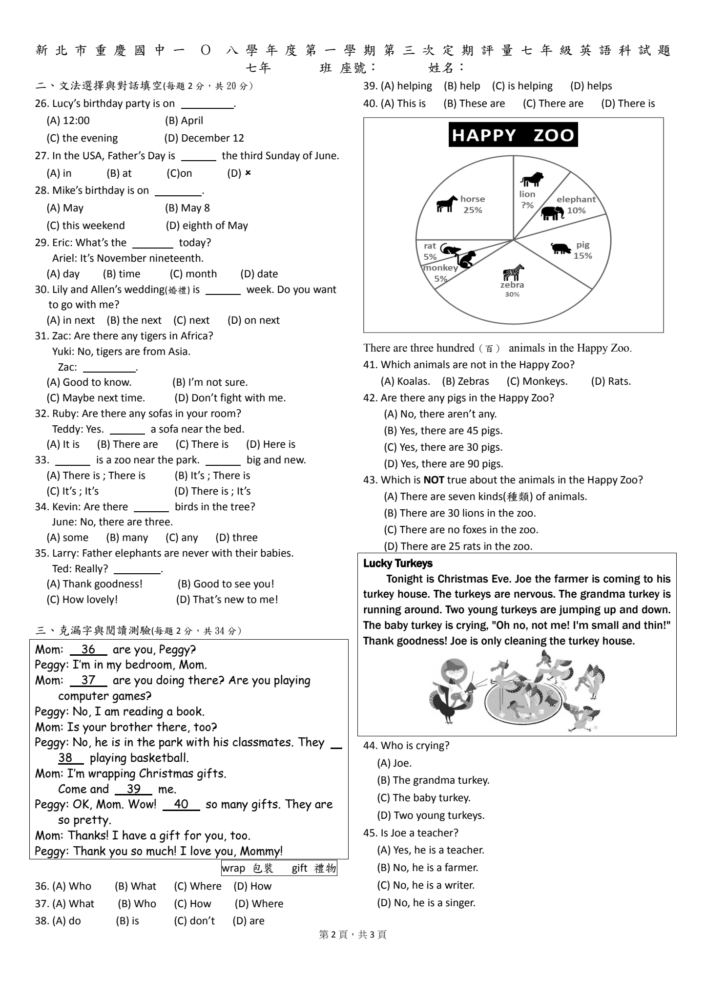 新北市重慶國中一〇八學年度第一學期第三次定期評量七年級英語科試題
七年 班 座號： 姓名：
二、文法選擇與對話填空(每題 2 分，共 20 分)
26. Lucy’s birthday party is on _________.
(A) 12:00 (B) April
(C) the evening (D) December 12
27. In the USA, Father’s Day is ______ the third Sunday of June.
(A) in (B) at (C)on (D) ×
28. Mike’s birthday is on ________.
(A) May (B) May 8
(C) this weekend (D) eighth of May
29. Eric: What’s the _______ today?
Ariel: It’s November nineteenth.
(A) day (B) time (C) month (D) date
30. Lily and Allen’s wedding(婚禮) is ______ week. Do you want
to go with me?
(A) in next (B) the next (C) next (D) on next
31. Zac: Are there any tigers in Africa?
Yuki: No, tigers are from Asia.
Zac: _________.
(A) Good to know. (B) I’m not sure.
(C) Maybe next time. (D) Don’t fight with me.
32. Ruby: Are there any sofas in your room?
Teddy: Yes. ______ a sofa near the bed.
(A) It is (B) There are (C) There is (D) Here is
33. ______ is a zoo near the park. ______ big and new.
(A) There is ; There is (B) It’s ; There is
(C) It’s ; It’s (D) There is ; It’s
34. Kevin: Are there ______ birds in the tree?
June: No, there are three.
(A) some (B) many (C) any (D) three
35. Larry: Father elephants are never with their babies.
Ted: Really? ________.
(A) Thank goodness! (B) Good to see you!
(C) How lovely! (D) That’s new to me!
三、克漏字與閱讀測驗(每題 2 分，共 34 分)
Mom: __36__ are you, Peggy?
Peggy: I’m in my bedroom, Mom.
Mom: __37__ are you doing there? Are you playing
computer games?
Peggy: No, I am reading a book.
Mom: Is your brother there, too?
Peggy: No, he is in the park with his classmates. They __
38__ playing basketball.
Mom: I’m wrapping Christmas gifts.
Come and __39__ me.
Peggy: OK, Mom. Wow! __40__ so many gifts. They are
so pretty.
Mom: Thanks! I have a gift for you, too.
Peggy: Thank you so much! I love you, Mommy!
wrap 包裝 gift 禮物
36. (A) Who (B) What (C) Where (D) How
37. (A) What (B) Who (C) How (D) Where
38. (A) do (B) is (C) don’t (D) are
39. (A) helping (B) help (C) is helping (D) helps
40. (A) This is (B) These are (C) There are (D) There is
HAPPY ZOO
lion
?%
elephant
10%
pig
15%
zebra
30%
monkey
5%
rat
5%
horse
25%
There are three hundred（百） animals in the Happy Zoo.
41. Which animals are not in the Happy Zoo?
(A) Koalas. (B) Zebras (C) Monkeys. (D) Rats.
42. Are there any pigs in the Happy Zoo?
(A) No, there aren’t any.
(B) Yes, there are 45 pigs.
(C) Yes, there are 30 pigs.
(D) Yes, there are 90 pigs.
43. Which is NOT true about the animals in the Happy Zoo?
(A) There are seven kinds(種類) of animals.
(B) There are 30 lions in the zoo.
(C) There are no foxes in the zoo.
(D) There are 25 rats in the zoo.
Lucky Turkeys
Tonight is Christmas Eve. Joe the farmer is coming to his
turkey house. The turkeys are nervous. The grandma turkey is
running around. Two young turkeys are jumping up and down.
The baby turkey is crying, "Oh no, not me! I'm small and thin!"
Thank goodness! Joe is only cleaning the turkey house.
44. Who is crying?
(A) Joe.
(B) The grandma turkey.
(C) The baby turkey.
(D) Two young turkeys.
45. Is Joe a teacher?
(A) Yes, he is a teacher.
(B) No, he is a farmer.
(C) No, he is a writer.
(D) No, he is a singer.
第 2 頁，共 3 頁